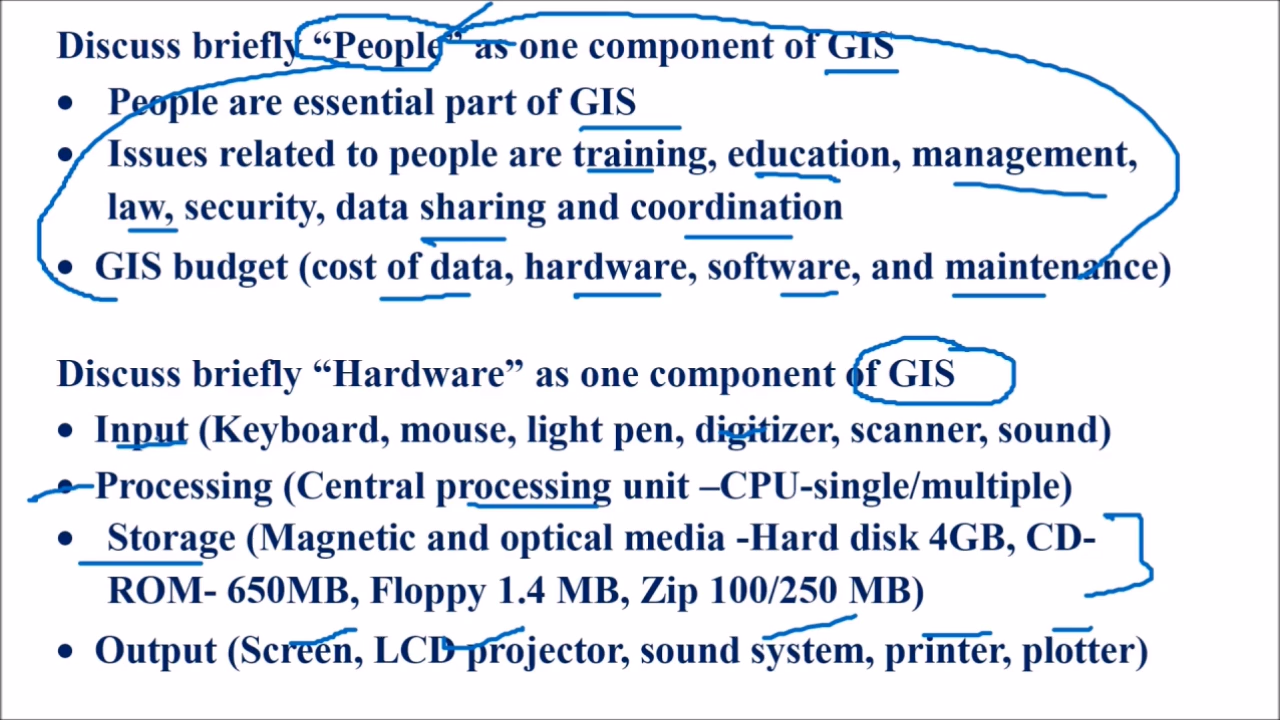 Discuss briefly “People” as one component of GIS
• People are essential part of GIS
• Issues related to people are training, education, management,
law, security, data sharing and coordination
• GIS budget (cost of data, hardware, software, and maintenance)
Discuss briefly “Hardware” as one component of GIS
• Input (Keyboard, mouse, light pen, digitizer, scanner, sound)
• Processing (Central processing unit –CPU-single/multiple)
• Storage (Magnetic and optical media -Hard disk 4GB, CD-
ROM- 650MB, Floppy 1.4 MB, Zip 100/250 MB)
• Output (Screen, LCD projector, sound system, printer, plotter)